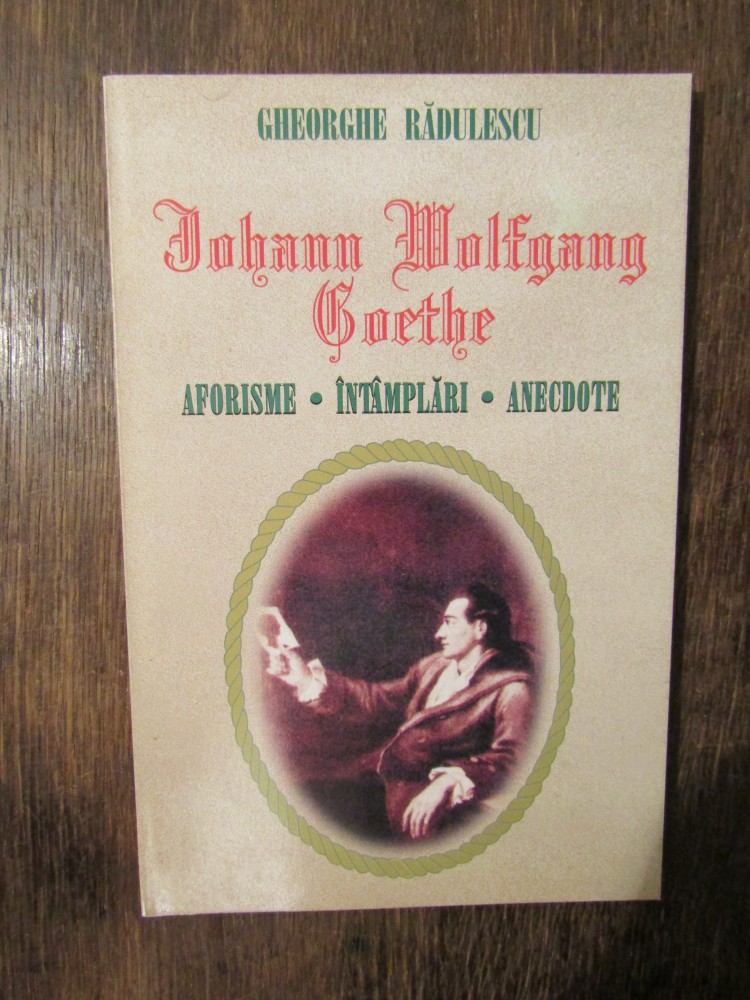 GHEORGHE RĂDULESCU
Johann Wolfgang
Goethe
AFORISME • ÎNTÂMPLĂRI • ANECDOTE